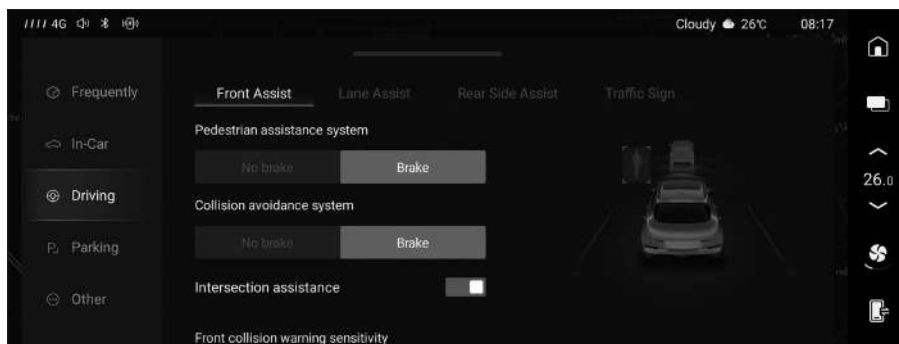 4G
Cloudy 26℃ 08:17
Frequently
In-Car
Driving
Parking
Other
Front Assist Lane Assist Rear Side Assist Traffic Sign
Pedestrian assistance system
No brake Brake
Collision avoidance system
No brake Brake
Intersection assistance
Front collision warning sensitivity
26.0